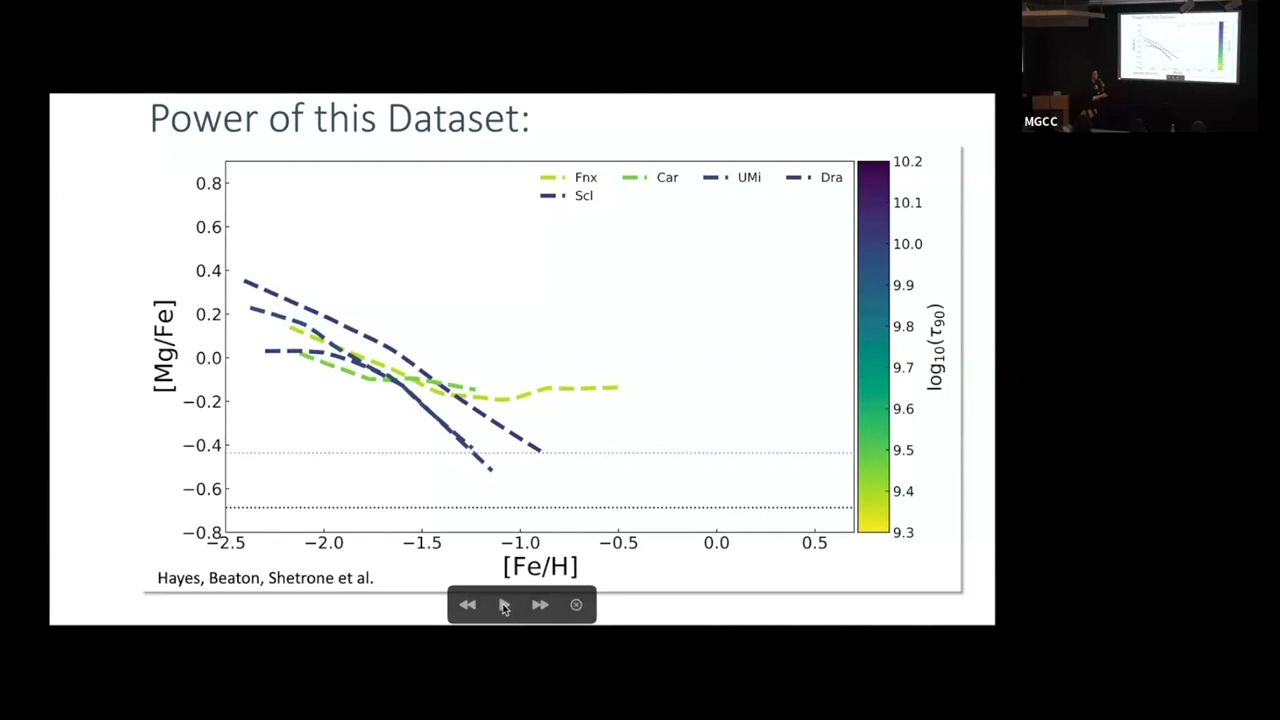 Power of this Dataset:
Fnx Car UMi Dra
Scl
[Mg/Fe]
0.8
0.6
0.4
0.2
0.0
−0.2
−0.4
−0.6
−0.8
−2.5 −2.0 −1.5 −1.0 −0.5 0.0 0.5
[Fe/H]
10.2
10.1
10.0
9.9
9.8
9.7
9.6
9.5
9.4
9.3
log₁₀(τ₉₀)
Hayes, Beaton, Shetrone et al.
MGCC